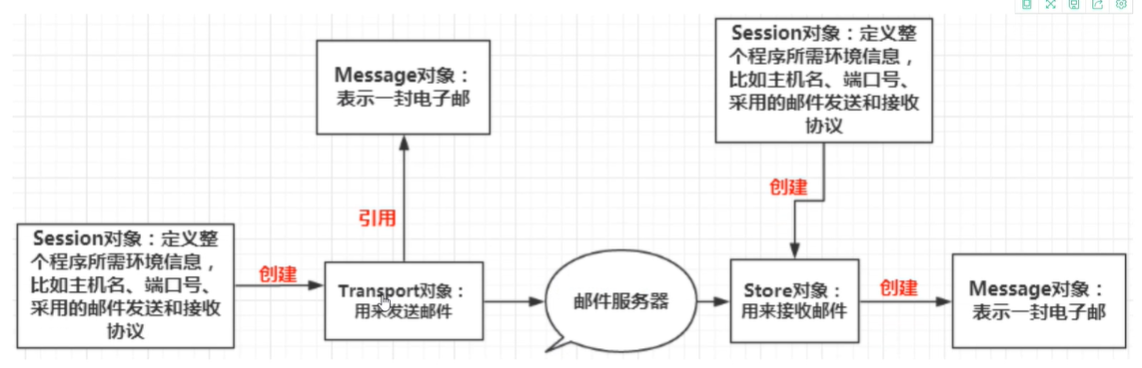 Message对象：
表示一封电子邮
引用
Session对象：定义整
个程序所需环境信息，
比如主机名、端口号、
采用的邮件发送和接收
协议
创建
Transport对象：
用来发送邮件
邮件服务器
Session对象：定义整
个程序所需环境信息，
比如主机名、端口号、
采用的邮件发送和接收
协议
创建
Store对象：
用来接收邮件
创建
Message对象：
表示一封电子邮